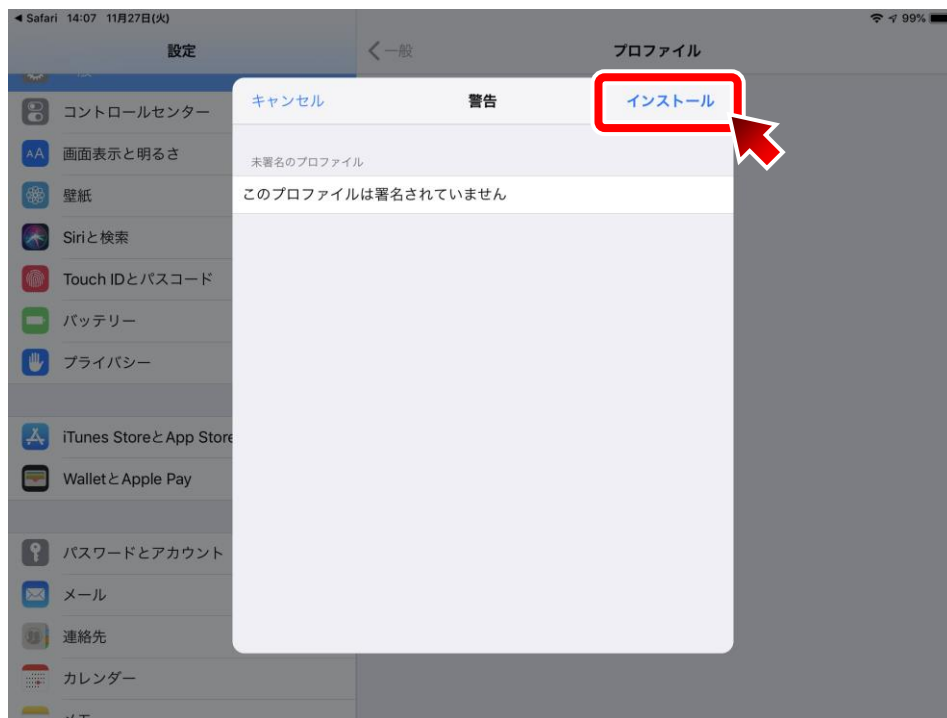 Safari 14:07 11月27日(火) 99%
設定
一般
プロファイル
コントロールセンター
画面表示と明るさ
壁紙
Siriと検索
Touch IDとパスコード
バッテリー
プライバシー
iTunes StoreとApp Store
WalletとApple Pay
パスワードとアカウント
メール
連絡先
カレンダー
メモ
キャンセル
警告
インストール
未署名のプロファイル
このプロファイルは署名されていません